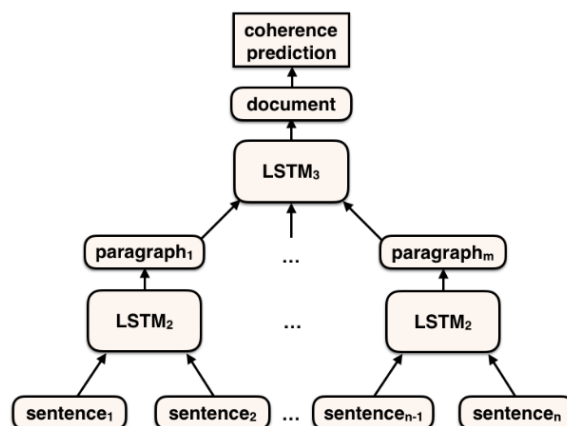 coherence
prediction
document
LSTM₃
paragraph₁ ... paragraphₘ
LSTM₂ ... LSTM₂
sentence₁ sentence₂ ... sentenceₙ₋₁ sentenceₙ